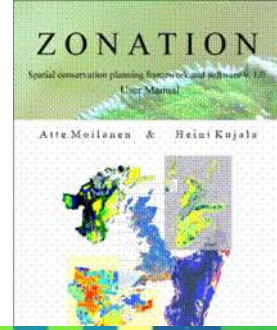 ZONATION
Spatial conservation planning framework and software v. 1.0
User Manual
Atte Moilanen & Heini Kujala